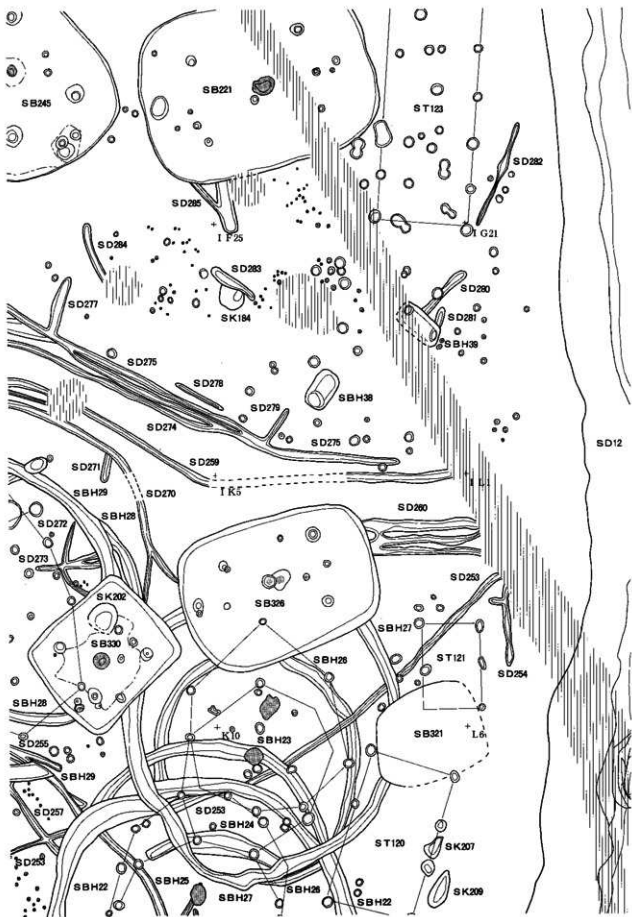 SB245
SB221
ST123
SD282
SD285
I F25
I G21
SD284
SD283
SD280
SK184
SD277
SD281
SBH39
SD275
SD278
SBH38
SD279
SD274
SD275
SD12
SD259
SD271
I K5
I L1
SBH29
SD270
SBH28
SD260
SD272
SD273
SD253
SK202
SB326
SBH27
SB330
ST121
SBH26
SD254
SBH28
K10
SB321
L6
SBH23
SD255
SBH29
SD253
SD257
SBH24
ST120
SK207
SD253
SBH22
SBH25
SBH26
SBH27
SBH22
SK209